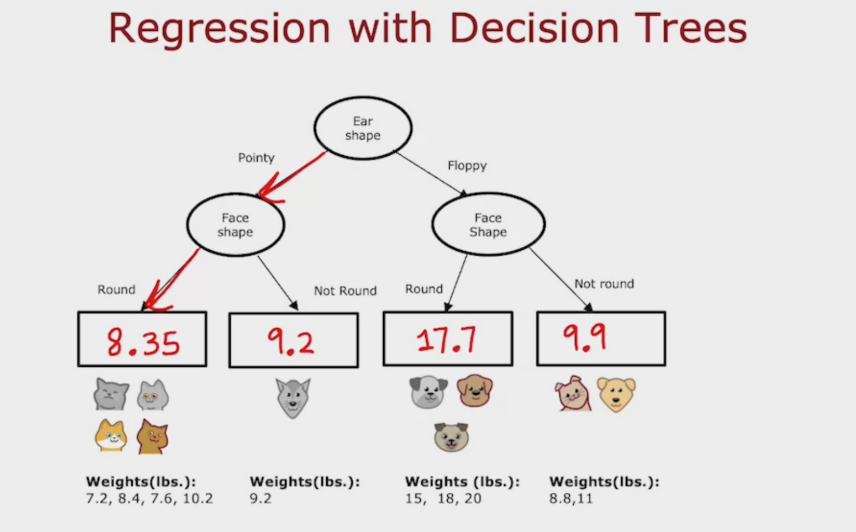 Regression with Decision Trees
Ear
shape
Pointy
Floppy
Face
shape
Face
Shape
Round
Not Round
Round
Not round
8.35
9.2
17.7
9.9
Weights(lbs.):
7.2, 8.4, 7.6, 10.2
Weights(lbs.):
9.2
Weights (lbs.):
15, 18, 20
Weights(lbs.):
8.8,11